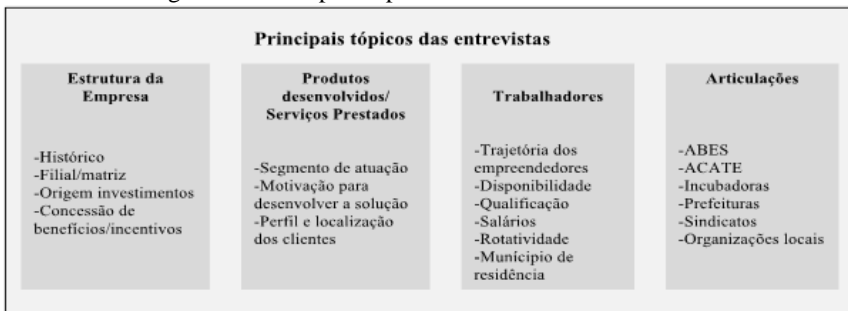 Principais tópicos das entrevistas
Estrutura da
Empresa
-Histórico
-Filial/matriz
-Origem investimentos
-Concessão de
benefícios/incentivos
Produtos
desenvolvidos/
Serviços Prestados
-Segmento de atuação
-Motivação para
desenvolver a solução
-Perfil e localização
dos clientes
Trabalhadores
-Trajetória dos
empreendedores
-Disponibilidade
-Qualificação
-Salários
-Rotatividade
-Munícipio de
residência
Articulações
-ABES
-ACATE
-Incubadoras
-Prefeituras
-Sindicatos
-Organizações locais